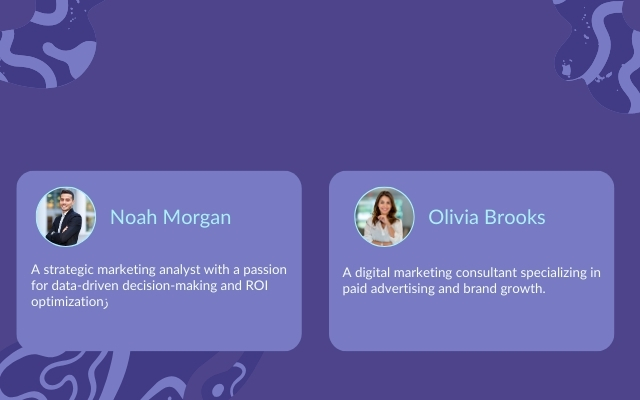 Noah Morgan
A strategic marketing analyst with a passion
for data-driven decision-making and ROI
optimizationز
Olivia Brooks
A digital marketing consultant specializing in
paid advertising and brand growth.